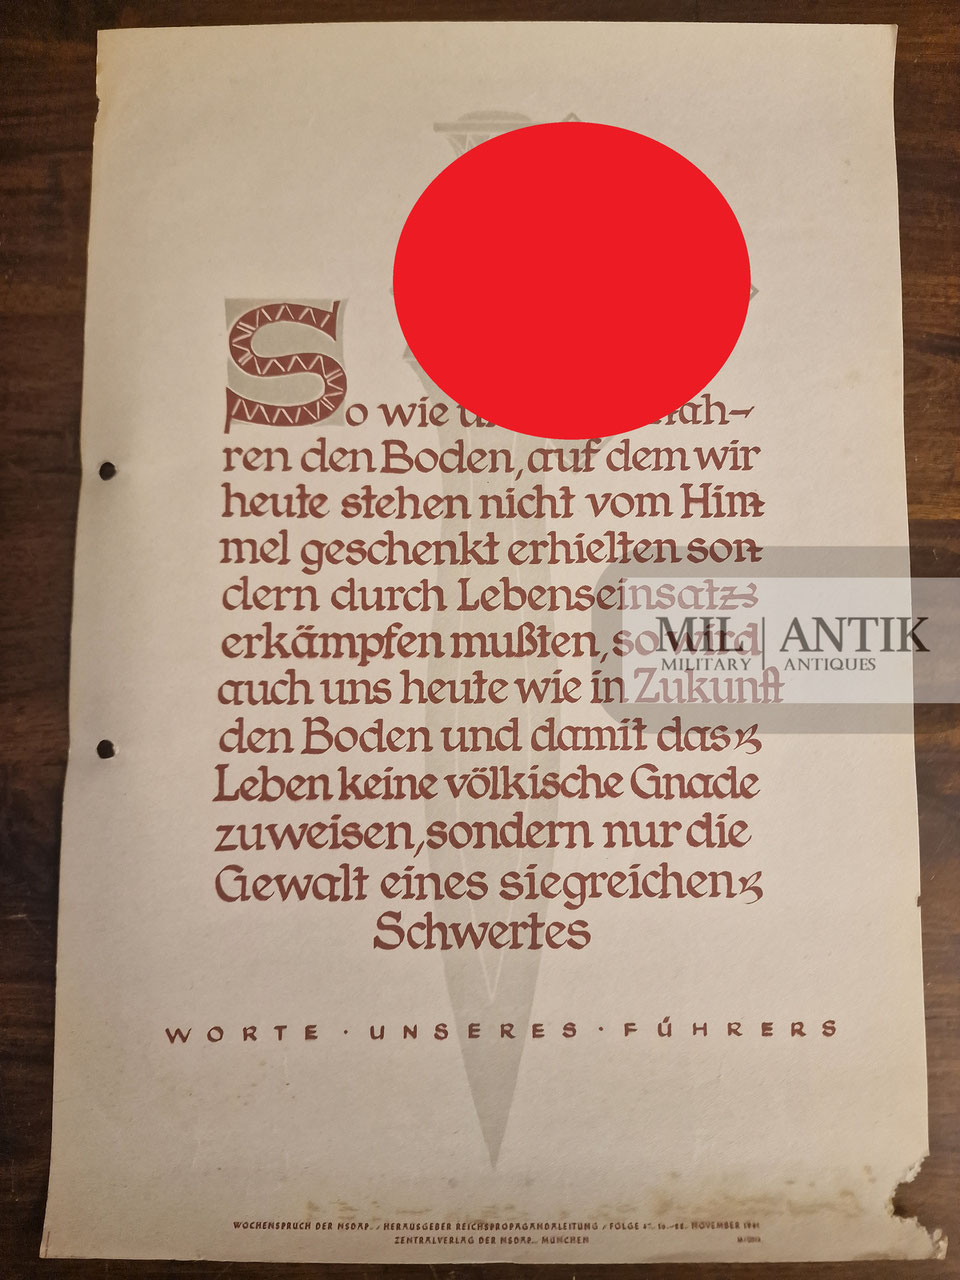 So wie
ren den Boden, auf dem wir
heute stehen nicht vom Him-
mel geschenkt erhielten son-
dern durch Lebenseinsatz
erkämpfen mußten, so wird
auch uns heute wie in Zukunft
den Boden und damit das
Leben keine völkische Gnade
zuweisen, sondern nur die
Gewalt eines siegreichen
Schwertes
MIL | ANTIK
MILITARY ANTIQUES
WORTE · UNSERES · FÜHRERS
WOCHENSPRUCH DER NSDAP. / HERAUSGEBER REICHSPROPAGANDALEITUNG / FOLGE NOVEMBER 1941
ZENTRALVERLAG DER NSDAP. MÜNCHEN